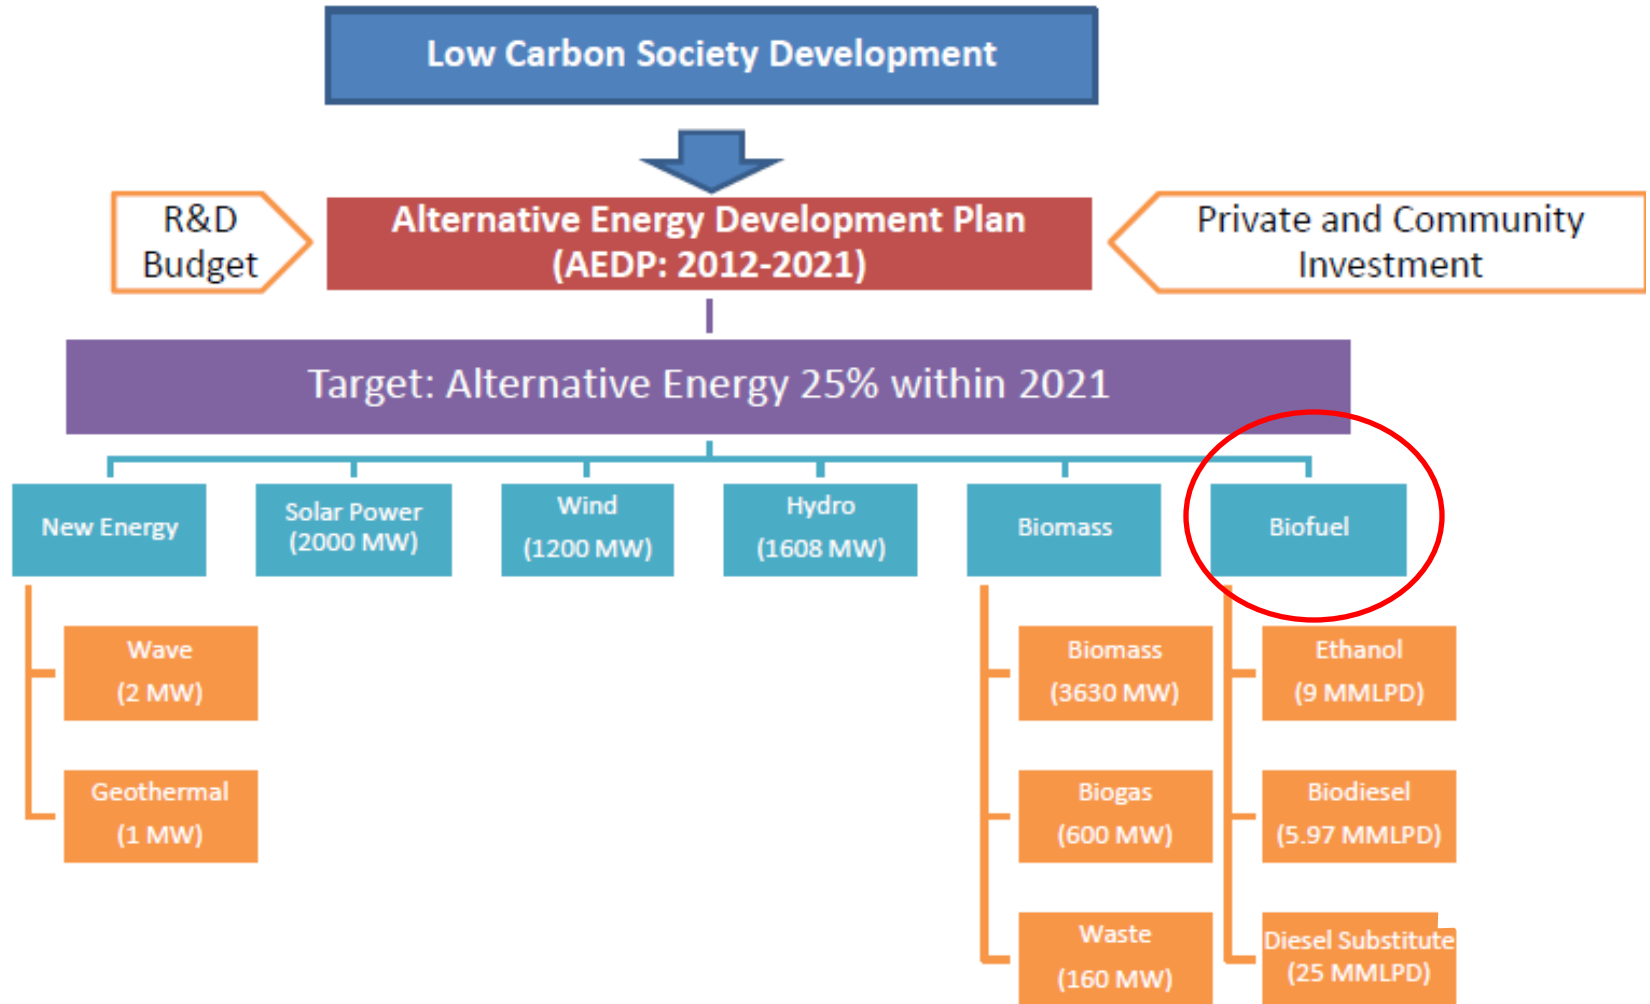 Low Carbon Society Development
R&D
Budget
Alternative Energy Development Plan
(AEDP: 2012-2021)
Private and Community
Investment
Target: Alternative Energy 25% within 2021
New Energy
Solar Power
(2000 MW)
Wind
(1200 MW)
Hydro
(1608 MW)
Biomass
Biofuel
Wave
(2 MW)
Geothermal
(1 MW)
Biomass
(3630 MW)
Biogas
(600 MW)
Waste
(160 MW)
Ethanol
(9 MMLPD)
Biodiesel
(5.97 MMLPD)
Diesel Substitute
(25 MMLPD)